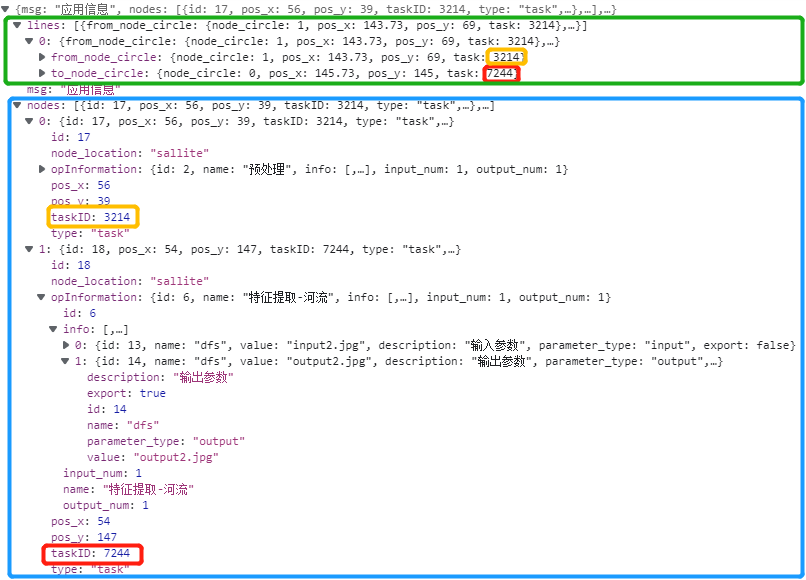 {msg: "应用信息", nodes: [{id: 17, pos_x: 56, pos_y: 39, taskID: 3214, type: "task",…},…],…}
lines: [{from_node_circle: {node_circle: 1, pos_x: 143.73, pos_y: 69, task: 3214},…}]
0: {from_node_circle: {node_circle: 1, pos_x: 143.73, pos_y: 69, task: 3214},…}
from_node_circle: {node_circle: 1, pos_x: 143.73, pos_y: 69, task: 3214}
to_node_circle: {node_circle: 0, pos_x: 145.73, pos_y: 145, task: 7244}
msg: "应用信息"
nodes: [{id: 17, pos_x: 56, pos_y: 39, taskID: 3214, type: "task",…},…]
0: {id: 17, pos_x: 56, pos_y: 39, taskID: 3214, type: "task",…}
id: 17
node_location: "sallite"
opInformation: {id: 2, name: "预处理", info: [,…], input_num: 1, output_num: 1}
pos_x: 56
pos_y: 39
taskID: 3214
type: "task"
1: {id: 18, pos_x: 54, pos_y: 147, taskID: 7244, type: "task",…}
id: 18
node_location: "sallite"
opInformation: {id: 6, name: "特征提取-河流", info: [,…], input_num: 1, output_num: 1}
id: 6
info: [,…]
0: {id: 13, name: "dfs", value: "input2.jpg", description: "输入参数", parameter_type: "input", export: false}
1: {id: 14, name: "dfs", value: "output2.jpg", description: "输出参数", parameter_type: "output",…}
description: "输出参数"
export: true
id: 14
name: "dfs"
parameter_type: "output"
value: "output2.jpg"
input_num: 1
name: "特征提取-河流"
output_num: 1
pos_x: 54
pos_y: 147
taskID: 7244
type: "task"